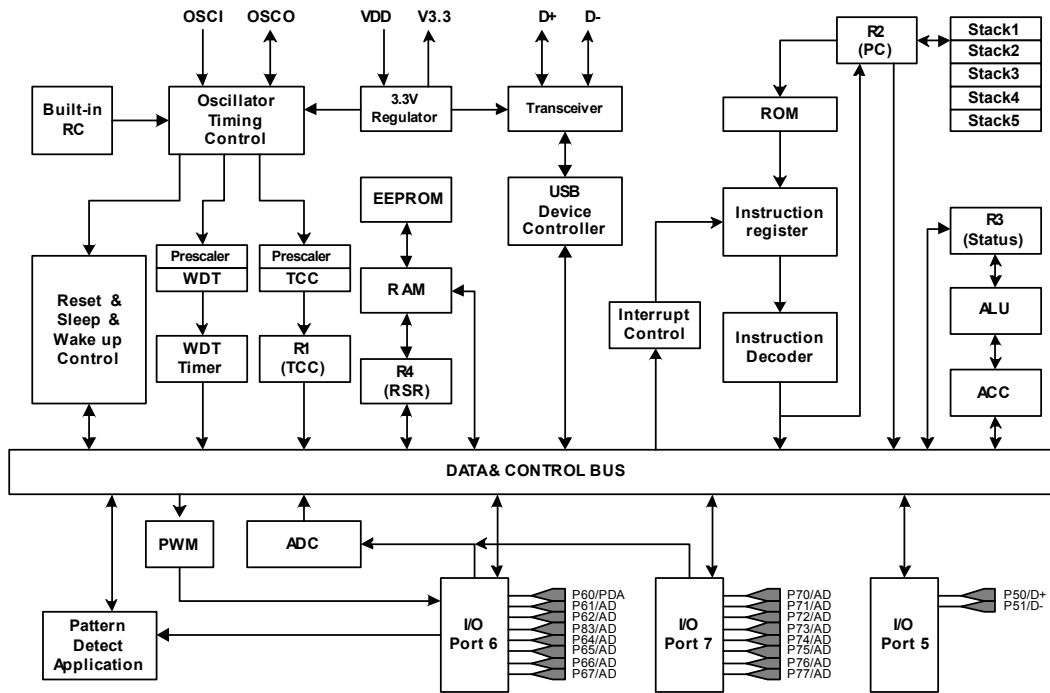 OSCI
OSCO
VDD
V3.3
D+
D-
R2
(PC)
Stack1
Stack2
Stack3
Stack4
Stack5
Built-in
RC
Oscillator
Timing
Control
3.3V
Regulator
Transceiver
ROM
EEPROM
USB
Device
Controller
Instruction
register
R3
(Status)
Prescaler
WDT
Prescaler
TCC
RAM
Reset &
Sleep &
Wake up
Control
WDT
Timer
R1
(TCC)
R4
(RSR)
Interrupt
Control
Instruction
Decoder
ALU
ACC
DATA& CONTROL BUS
PWM
ADC
Pattern
Detect
Application
I/O
Port 6
P60/PDA
P61/AD
P62/AD
P83/AD
P64/AD
P65/AD
P66/AD
P67/AD
I/O
Port 7
P70/AD
P71/AD
P72/AD
P73/AD
P74/AD
P75/AD
P76/AD
P77/AD
I/O
Port 5
P50/D+
P51/D-